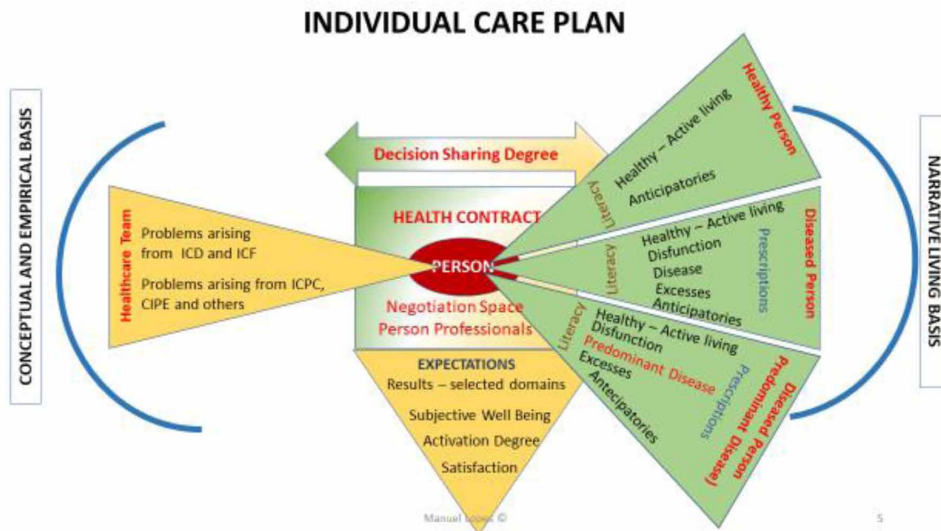 INDIVIDUAL CARE PLAN
CONCEPTUAL AND EMPIRICAL BASIS
Healthcare Team
Problems arising
from ICD and ICF
Problems arising from ICPC,
CIPE and others
Decision Sharing Degree
HEALTH CONTRACT
PERSON
Negotiation Space
Person Professionals
EXPECTATIONS
Results – selected domains
Subjective Well Being
Activation Degree
Satisfaction
Literacy
Healthy – Active living
Anticipatories
Healthy Person
Literacy
Healthy – Active living
Disfunction
Disease
Excesses
Anticipatories
Prescriptions
Diseased Person
Literacy
Healthy – Active living
Disfunction
Predominant Disease
Excesses
Antecipatories
Prescriptions
Diseased Person
Predominant Disease)
NARRATIVE LIVING BASIS
Manuel Lopes ©
5